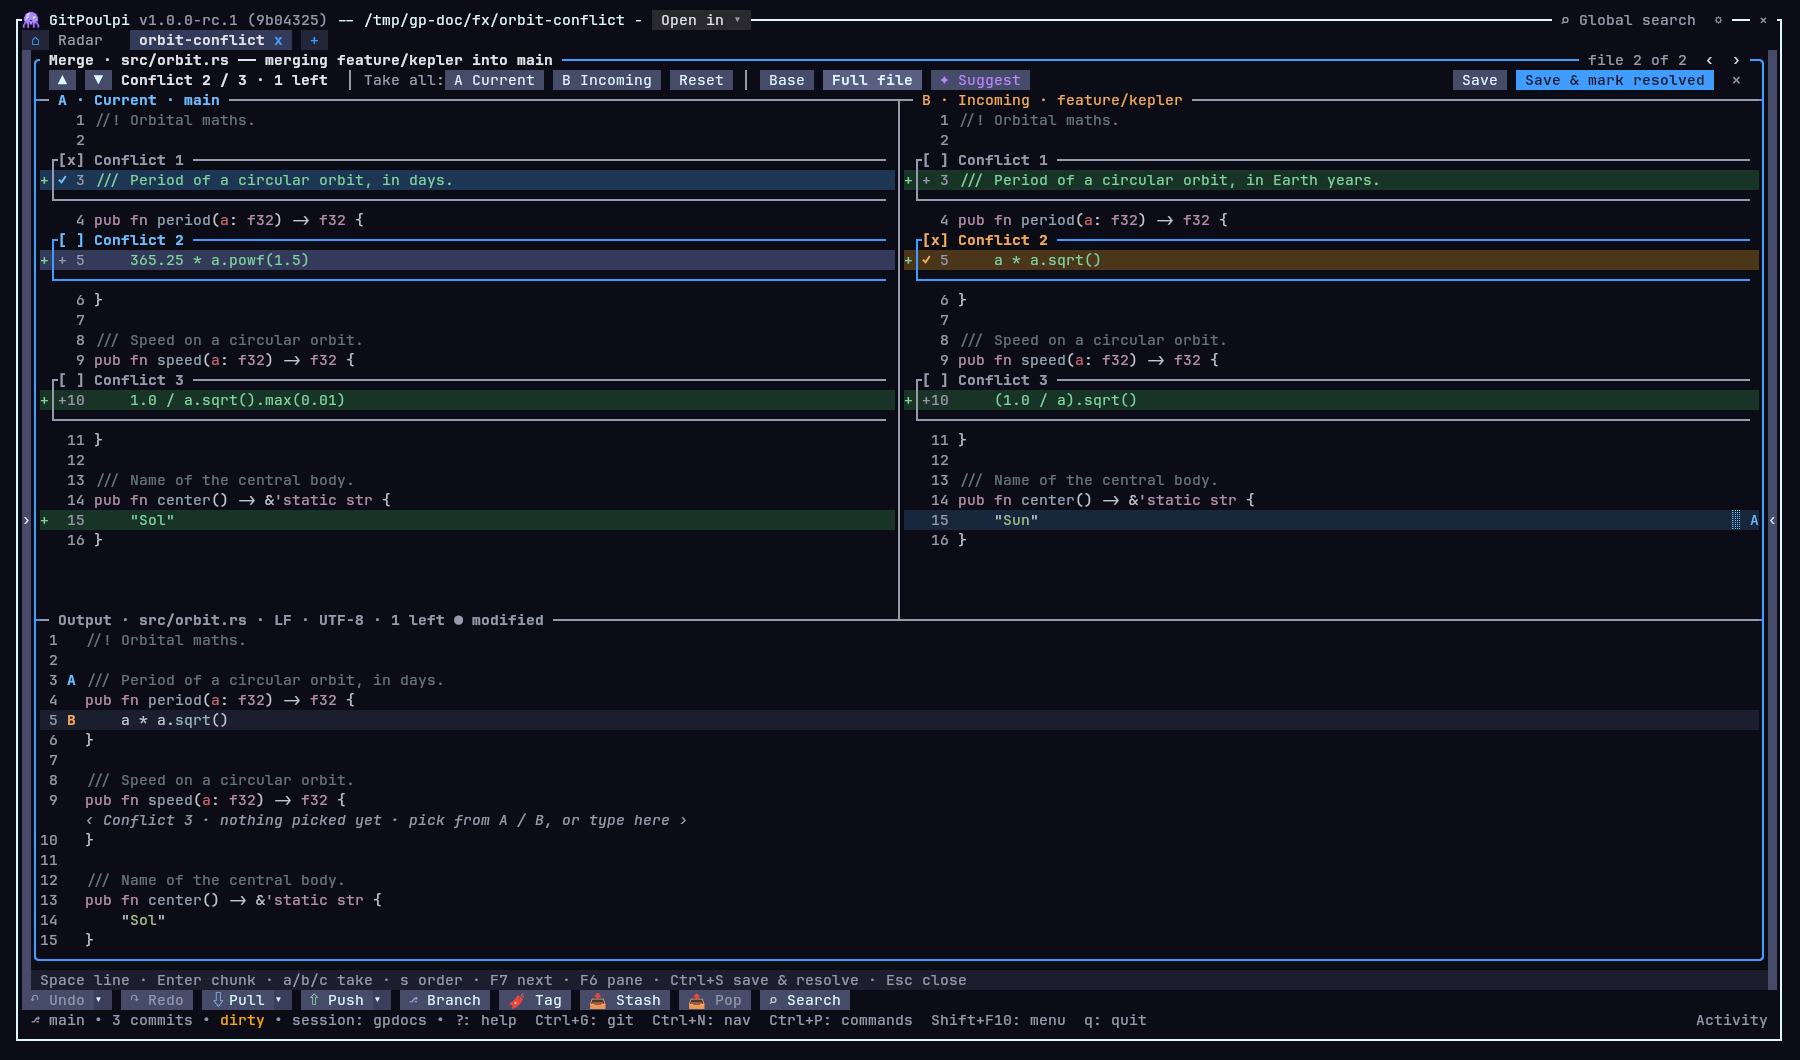 GitPoulpi v1.0.0-rc.1 (9b04325) -- /tmp/gp-doc/fx/orbit-conflict - Open in ▾ ⌕ Global search ☼ ×
⌂ Radar orbit-conflict x +
Merge · src/orbit.rs — merging feature/kepler into main file 2 of 2 ‹ ›
▲ ▼ Conflict 2 / 3 · 1 left │ Take all: A Current B Incoming Reset │ Base Full file ✦ Suggest Save Save & mark resolved ×
A · Current · main
1 //! Orbital maths.
2
[x] Conflict 1
+ ✓ 3 /// Period of a circular orbit, in days.
4 pub fn period(a: f32) -> f32 {
[ ] Conflict 2
+ + 5 365.25 * a.powf(1.5)
6 }
7
8 /// Speed on a circular orbit.
9 pub fn speed(a: f32) -> f32 {
[ ] Conflict 3
+ +10 1.0 / a.sqrt().max(0.01)
11 }
12
13 /// Name of the central body.
14 pub fn center() -> &'static str {
+ 15 "Sol"
16 }
B · Incoming · feature/kepler
1 //! Orbital maths.
2
[ ] Conflict 1
+ + 3 /// Period of a circular orbit, in Earth years.
4 pub fn period(a: f32) -> f32 {
[x] Conflict 2
+ ✓ 5 a * a.sqrt()
6 }
7
8 /// Speed on a circular orbit.
9 pub fn speed(a: f32) -> f32 {
[ ] Conflict 3
+ +10 (1.0 / a).sqrt()
11 }
12
13 /// Name of the central body.
14 pub fn center() -> &'static str {
15 "Sun" A
16 }
› ‹
Output · src/orbit.rs · LF · UTF-8 · 1 left ● modified
1 //! Orbital maths.
2
3 A /// Period of a circular orbit, in days.
4 pub fn period(a: f32) -> f32 {
5 B a * a.sqrt()
6 }
7
8 /// Speed on a circular orbit.
9 pub fn speed(a: f32) -> f32 {
‹ Conflict 3 · nothing picked yet · pick from A / B, or type here ›
10 }
11
12 /// Name of the central body.
13 pub fn center() -> &'static str {
14 "Sol"
15 }
Space line · Enter chunk · a/b/c take · s order · F7 next · F6 pane · Ctrl+S save & resolve · Esc close
↶ Undo ▾ ↷ Redo ⇩ Pull ▾ ⇧ Push ▾ ⎇ Branch Tag Stash Pop ⌕ Search
⎇ main • 3 commits • dirty • session: gpdocs • ?: help Ctrl+G: git Ctrl+N: nav Ctrl+P: commands Shift+F10: menu q: quit Activity